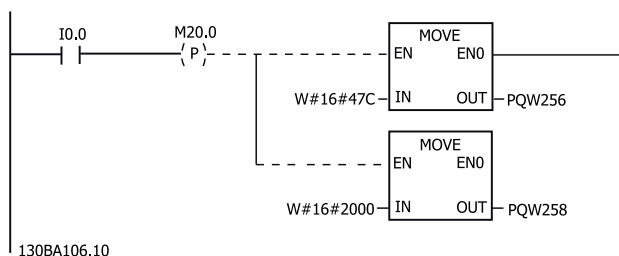 I0.0 M20.0
P
MOVE
EN EN0
W#16#47C IN OUT PQW256
MOVE
EN EN0
W#16#2000 IN OUT PQW258
130BA106.10